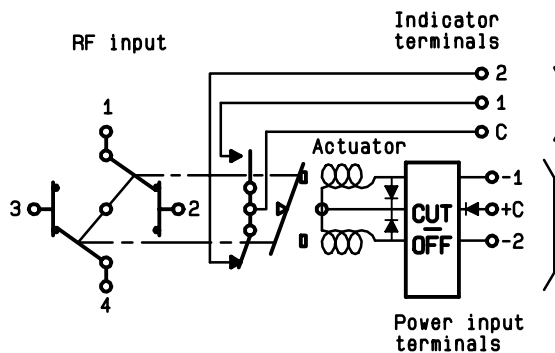 Indicator
terminals
RF input
2
1
C
1
Actuator
3
2
4
CUT
OFF
-1
+C
-2
Power input
terminals